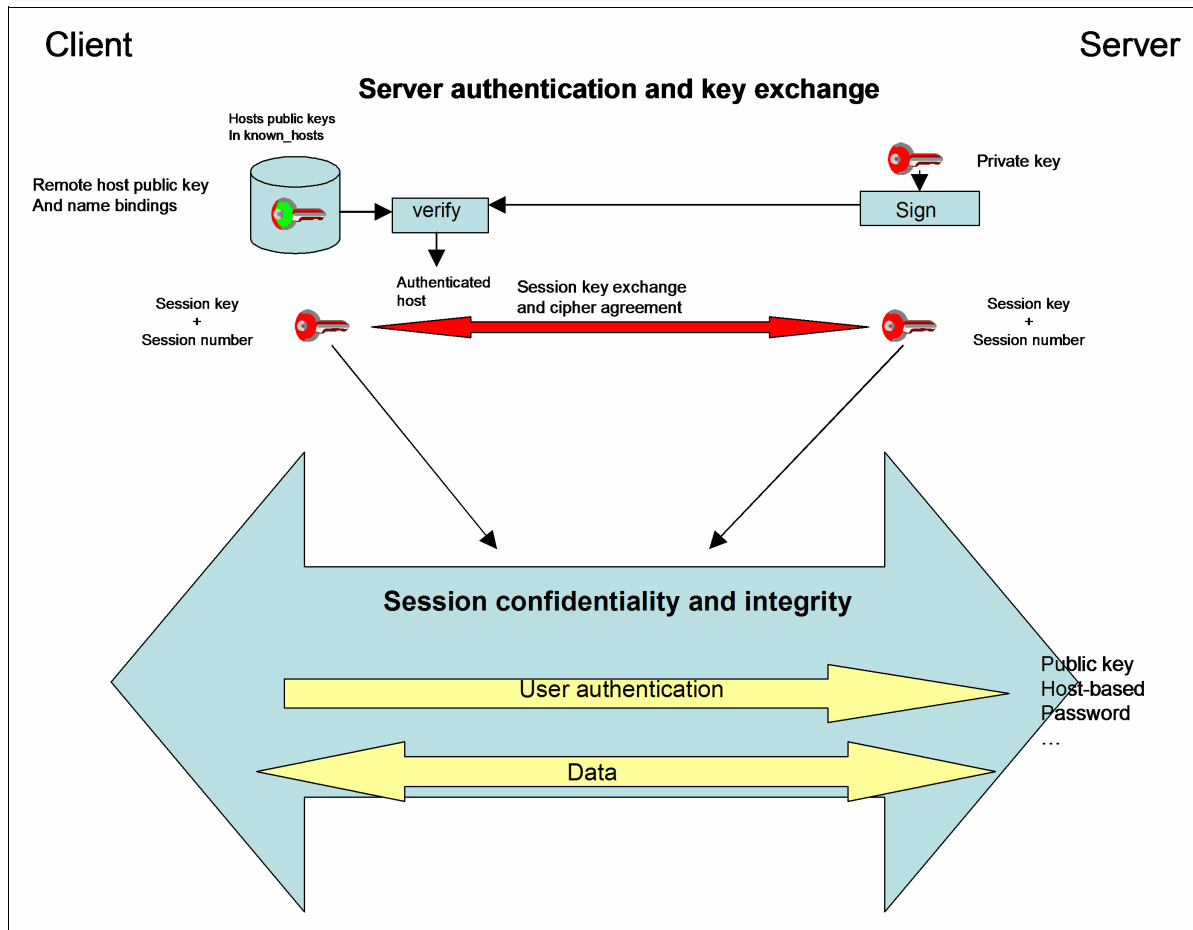 Client
Server
Server authentication and key exchange
Hosts public keys
In known_hosts
Remote host public key
And name bindings
verify
Private key
Sign
Authenticated
host
Session key exchange
and cipher agreement
Session key
+
Session number
Session key
+
Session number
Session confidentiality and integrity
User authentication
Public key
Host-based
Password
...
Data